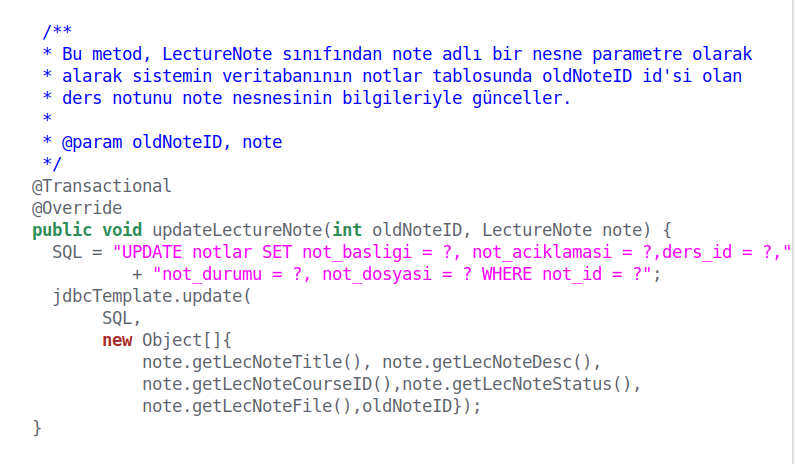 /**
* Bu metod, LectureNote sınıfından note adlı bir nesne parametre olarak
* alarak sistemin veritabanının notlar tablosunda oldNoteID id'si olan
* ders notunu note nesnesinin bilgileriyle günceller.
*
* @param oldNoteID, note
*/
@Transactional
@Override
public void updateLectureNote(int oldNoteID, LectureNote note) {
SQL = "UPDATE notlar SET not_basligi = ?, not_aciklamasi = ?,ders_id = ?,"
+ "not_durumu = ?, not_dosyasi = ? WHERE not_id = ?";
jdbcTemplate.update(
SQL,
new Object[]{
note.getLecNoteTitle(), note.getLecNoteDesc(),
note.getLecNoteCourseID(),note.getLecNoteStatus(),
note.getLecNoteFile(),oldNoteID});
}